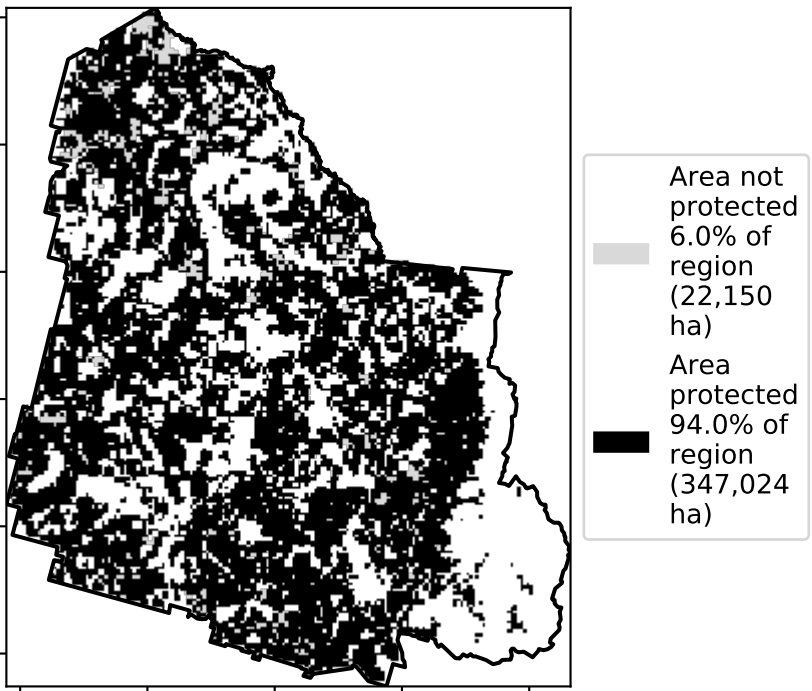 Area not
protected
6.0% of
region
(22,150
ha)
Area
protected
94.0% of
region
(347,024
ha)